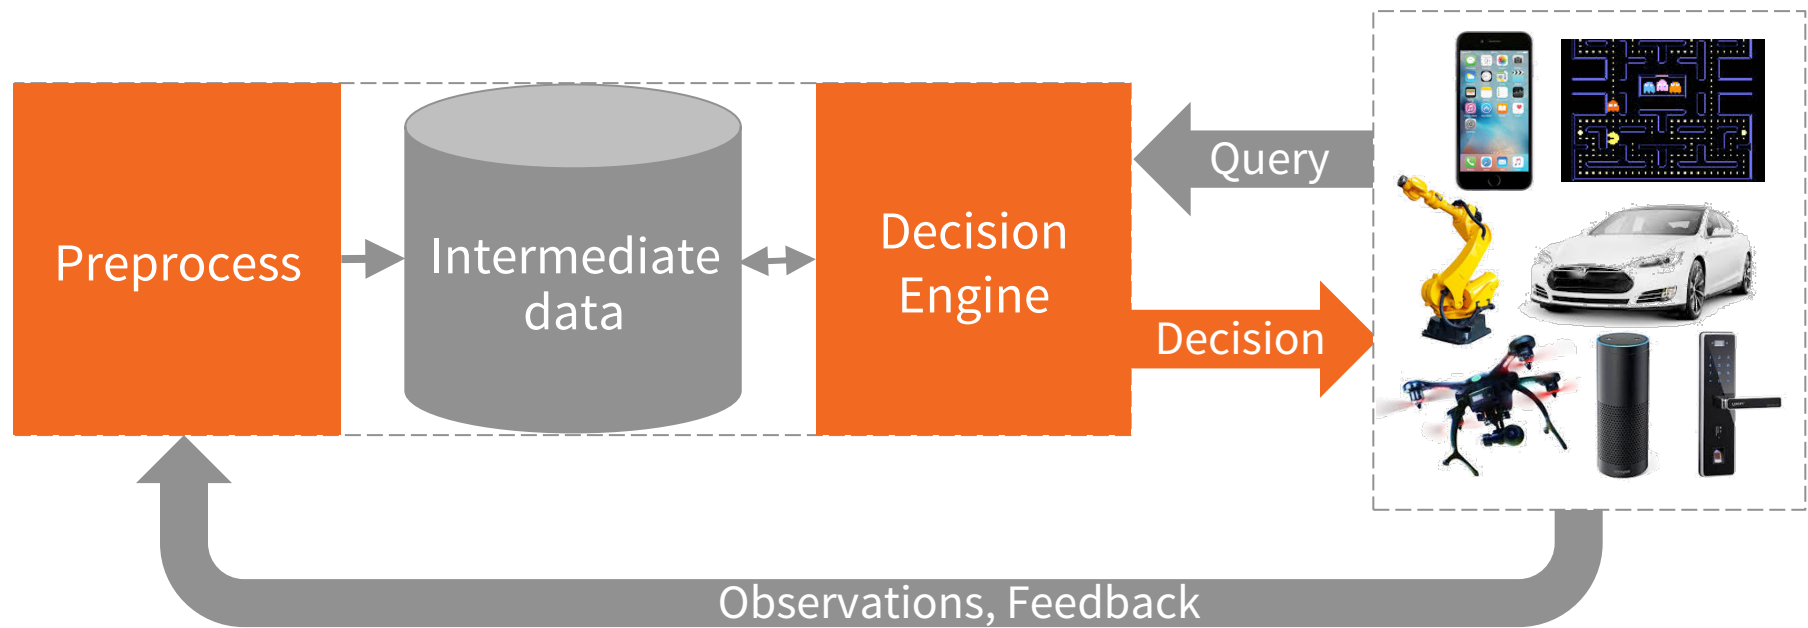 Preprocess
Intermediate
data
Decision
Engine
Query
Decision
Observations, Feedback